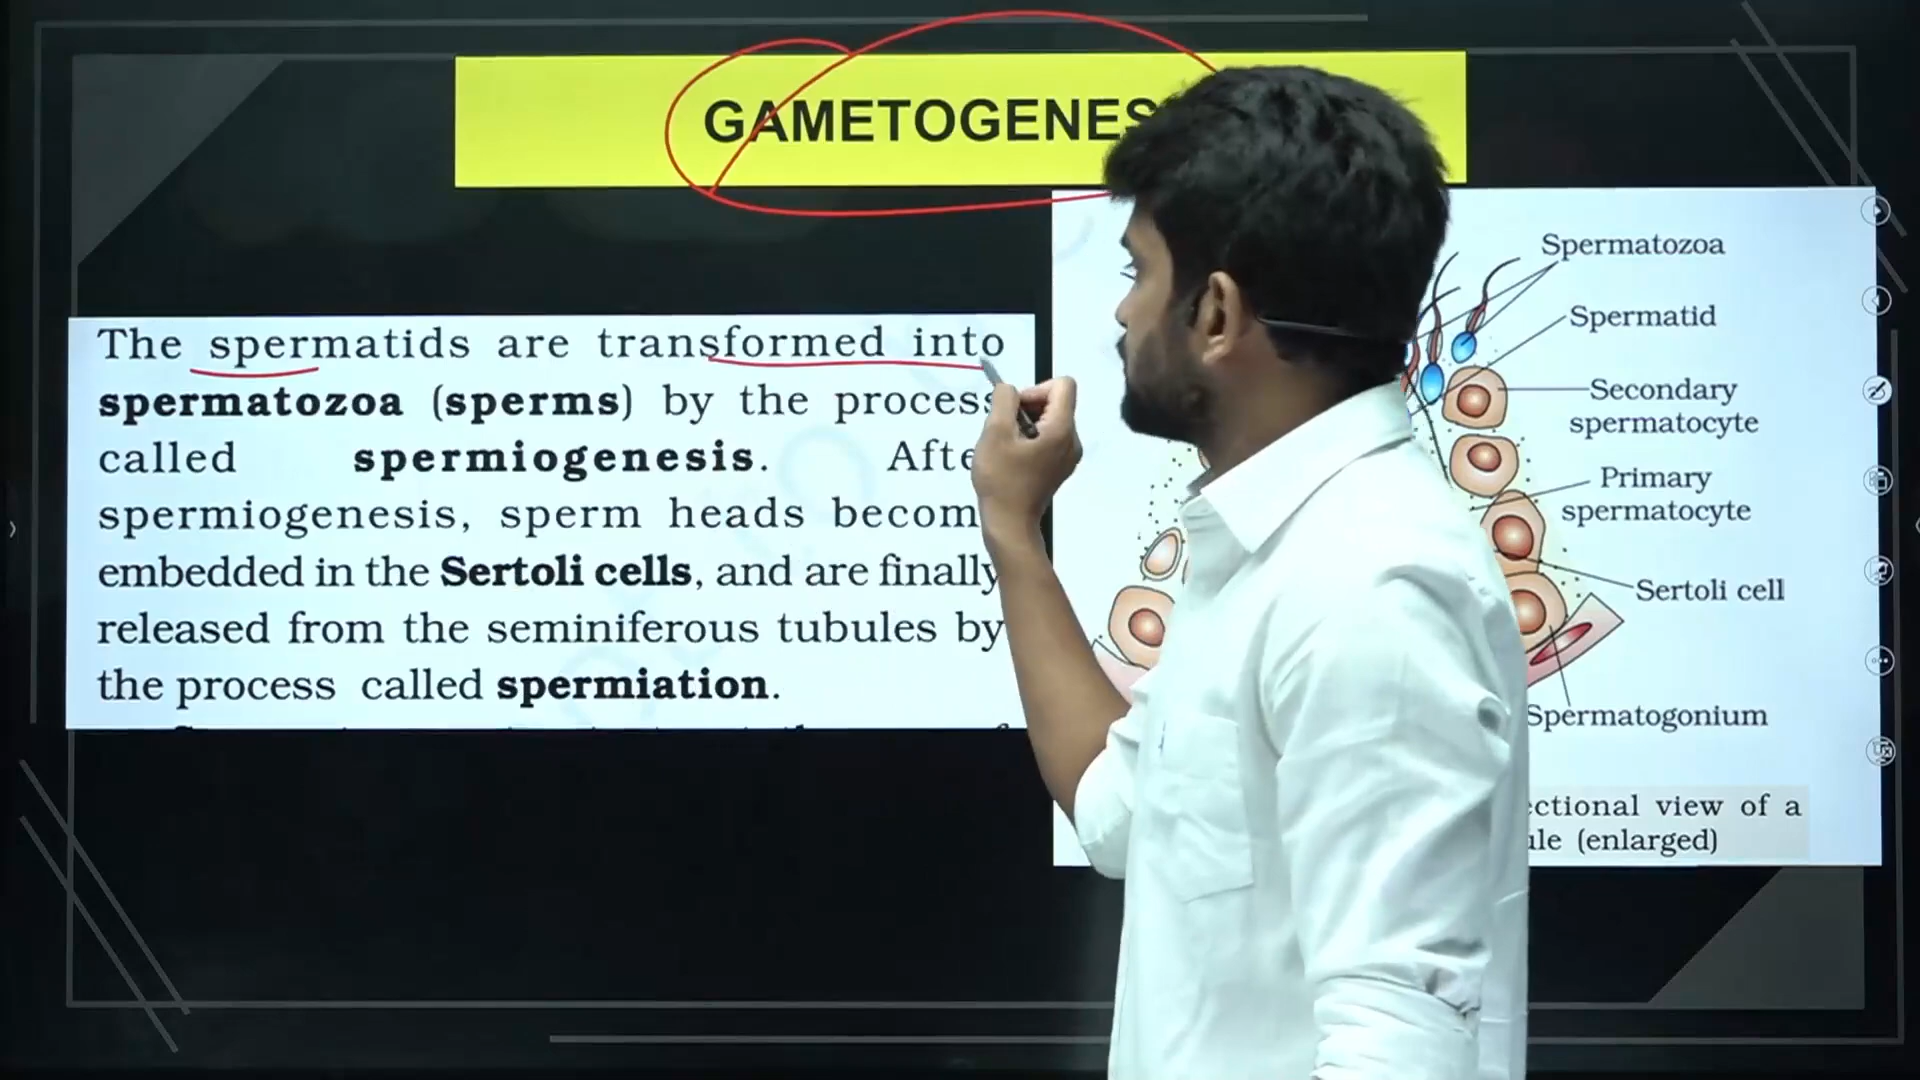 GAMETOGENES
The spermatids are transformed into
spermatozoa (sperms) by the process
called spermiogenesis. Afte
spermiogenesis, sperm heads becom
embedded in the Sertoli cells, and are finally
released from the seminiferous tubules by
the process called spermiation.
Spermatozoa
Spermatid
Secondary
spermatocyte
Primary
spermatocyte
Sertoli cell
Spermatogonium
ectional view of a
ule (enlarged)